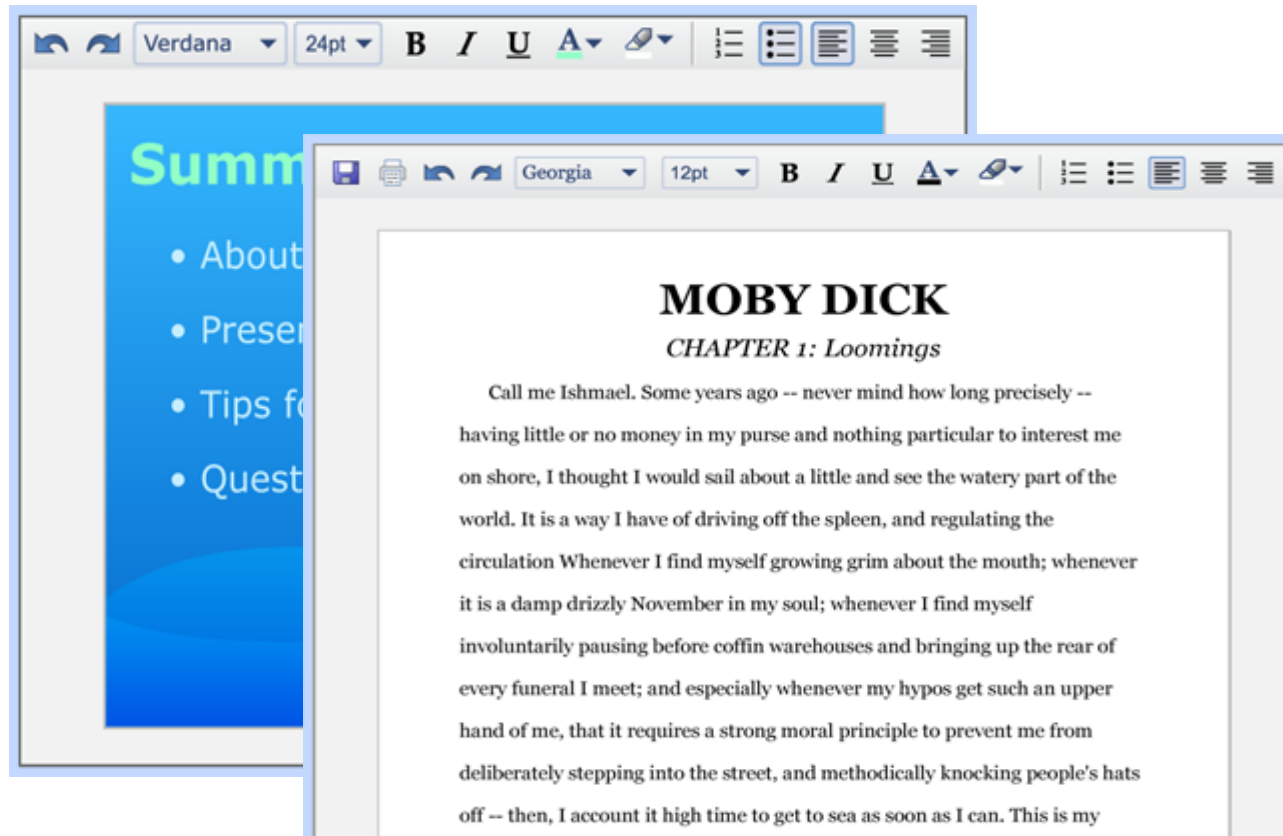 Verdana 24pt B I U A
Summ
• About
• Preser
• Tips fo
• Quest
Georgia 12pt B I U A
MOBY DICK
CHAPTER 1: Loomings
Call me Ishmael. Some years ago -- never mind how long precisely --
having little or no money in my purse and nothing particular to interest me
on shore, I thought I would sail about a little and see the watery part of the
world. It is a way I have of driving off the spleen, and regulating the
circulation Whenever I find myself growing grim about the mouth; whenever
it is a damp drizzly November in my soul; whenever I find myself
involuntarily pausing before coffin warehouses and bringing up the rear of
every funeral I meet; and especially whenever my hypos get such an upper
hand of me, that it requires a strong moral principle to prevent me from
deliberately stepping into the street, and methodically knocking people's hats
off -- then, I account it high time to get to sea as soon as I can. This is my